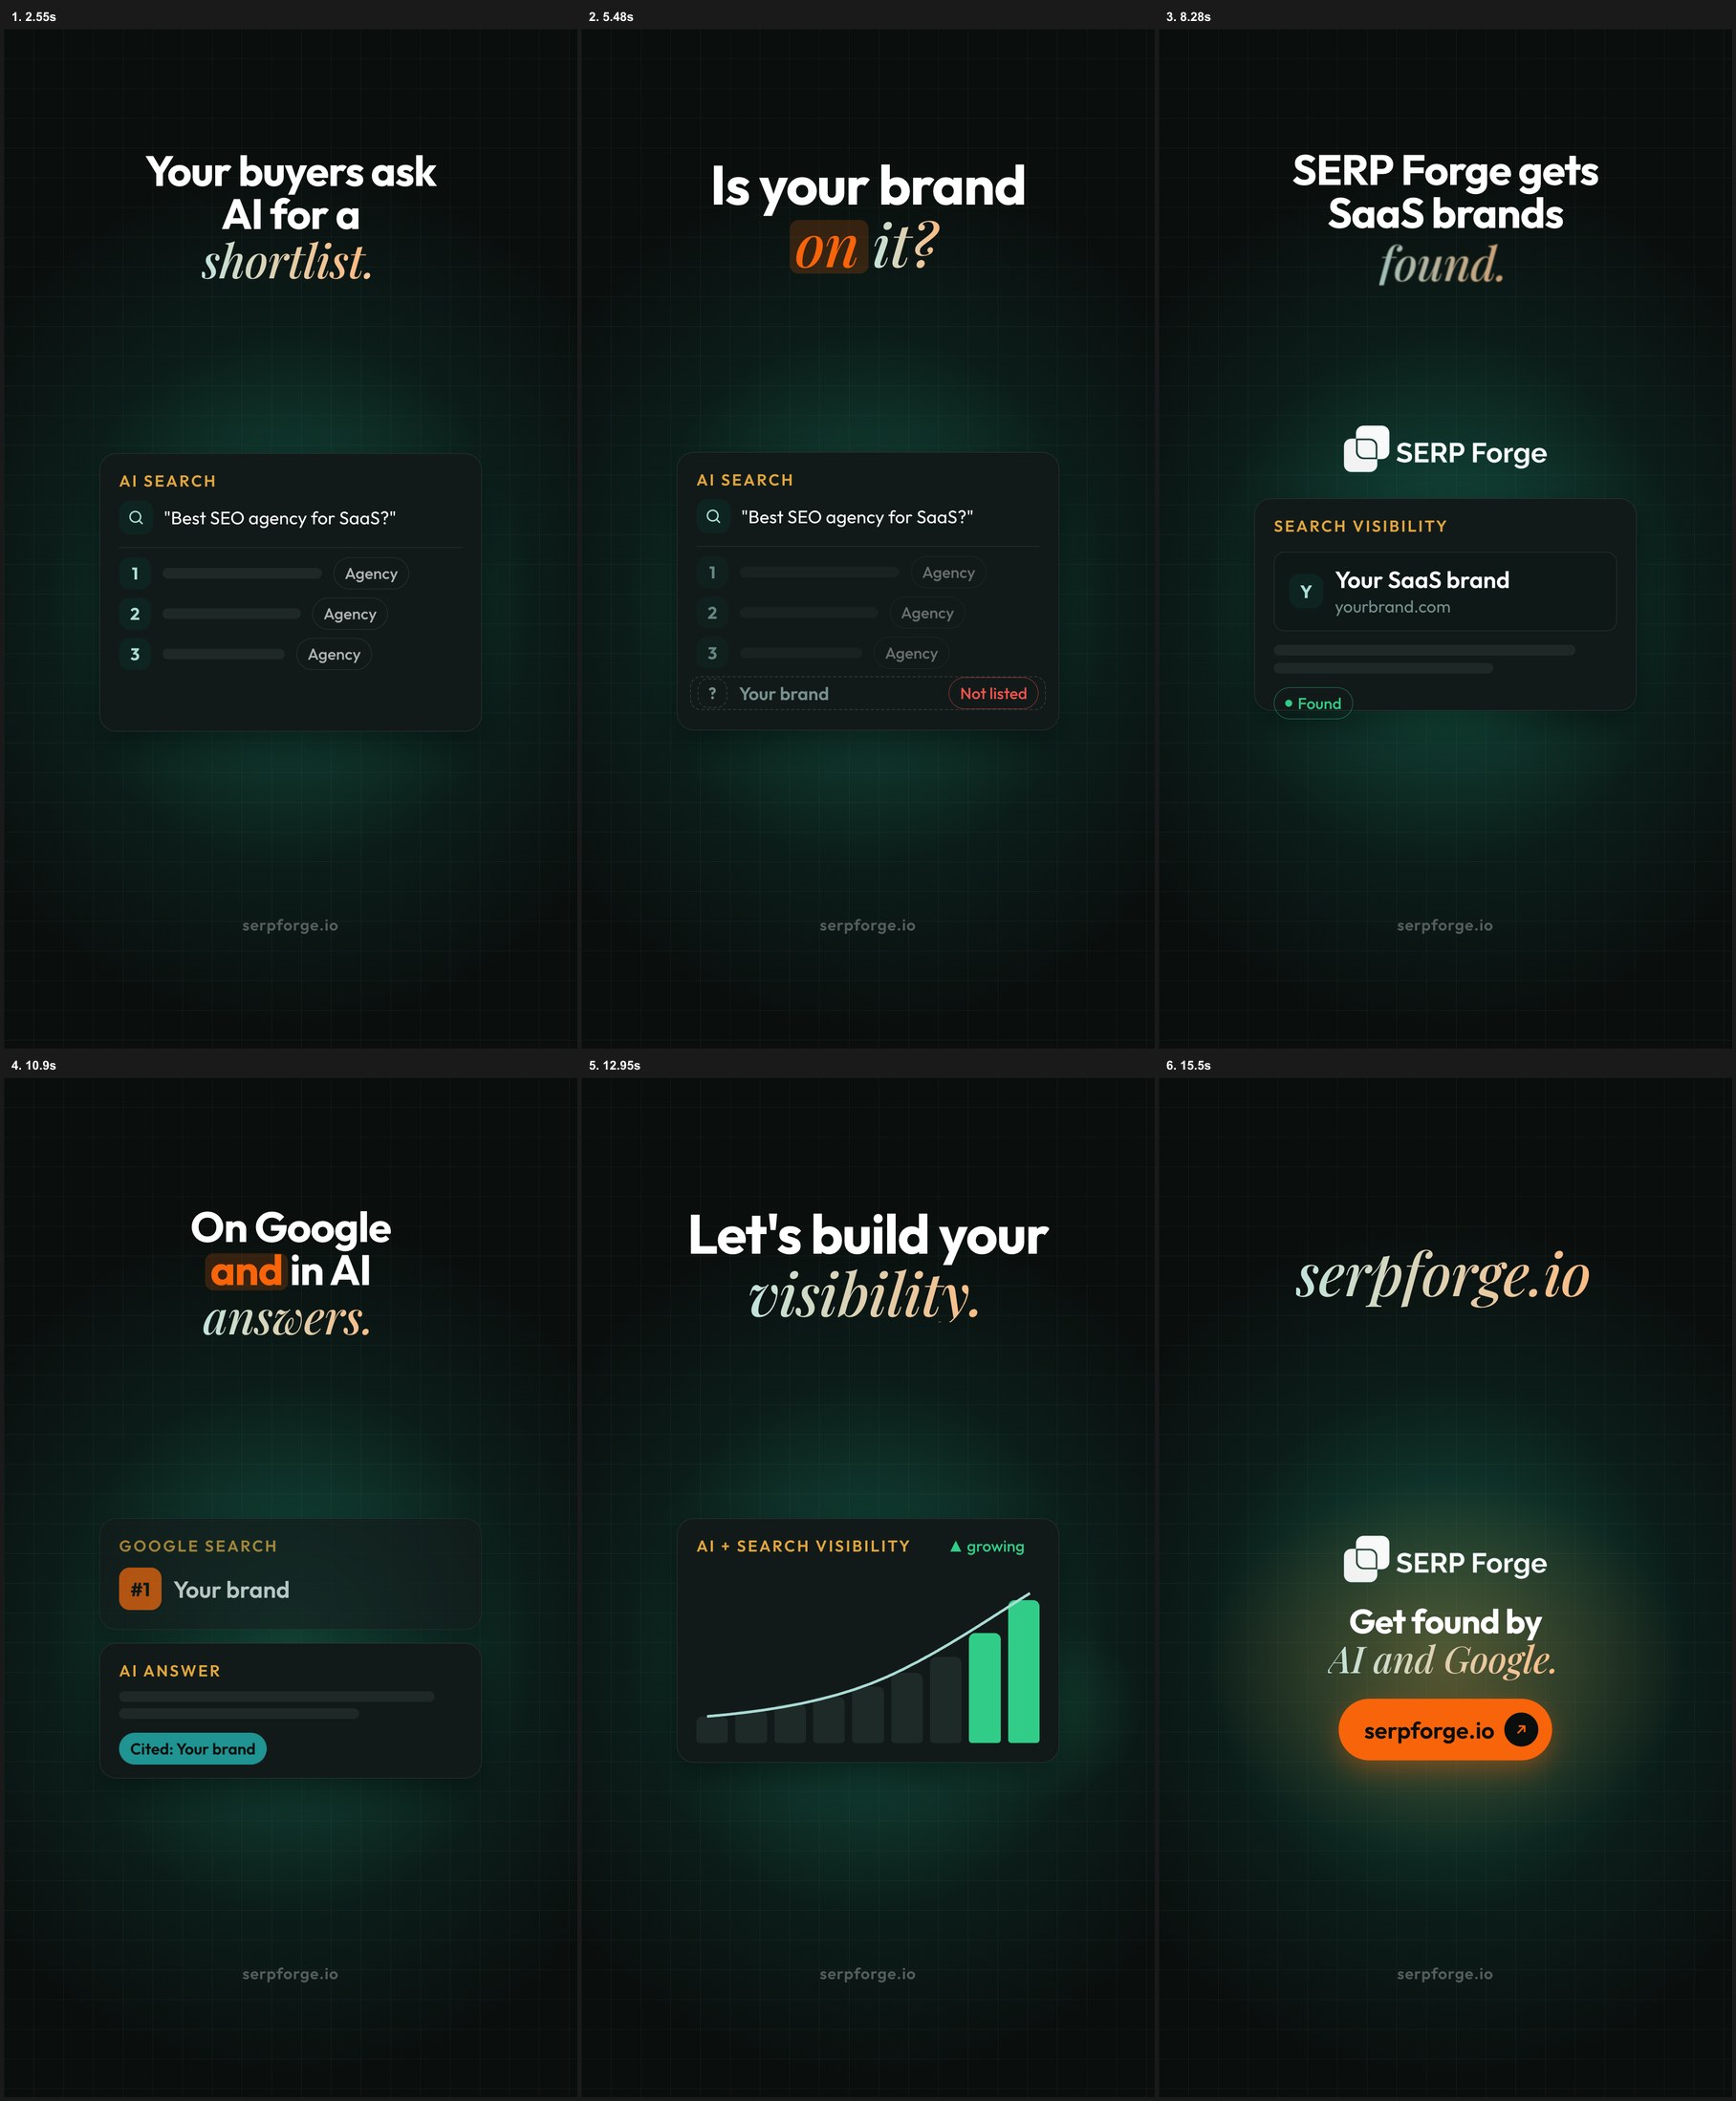 1. 2.55s
Your buyers ask
AI for a
shortlist.
AI SEARCH
"Best SEO agency for SaaS?"
1 Agency
2 Agency
3 Agency
serpforge.io
2. 5.48s
Is your brand
on it?
AI SEARCH
"Best SEO agency for SaaS?"
1 Agency
2 Agency
3 Agency
? Your brand Not listed
serpforge.io
3. 8.28s
SERP Forge gets
SaaS brands
found.
SERP Forge
SEARCH VISIBILITY
Y Your SaaS brand
yourbrand.com
Found
serpforge.io
4. 10.9s
On Google
and in AI
answers.
GOOGLE SEARCH
#1 Your brand
AI ANSWER
Cited: Your brand
serpforge.io
5. 12.95s
Let's build your
visibility.
AI + SEARCH VISIBILITY ▲ growing
serpforge.io
6. 15.5s
serpforge.io
SERP Forge
Get found by
AI and Google.
serpforge.io
serpforge.io